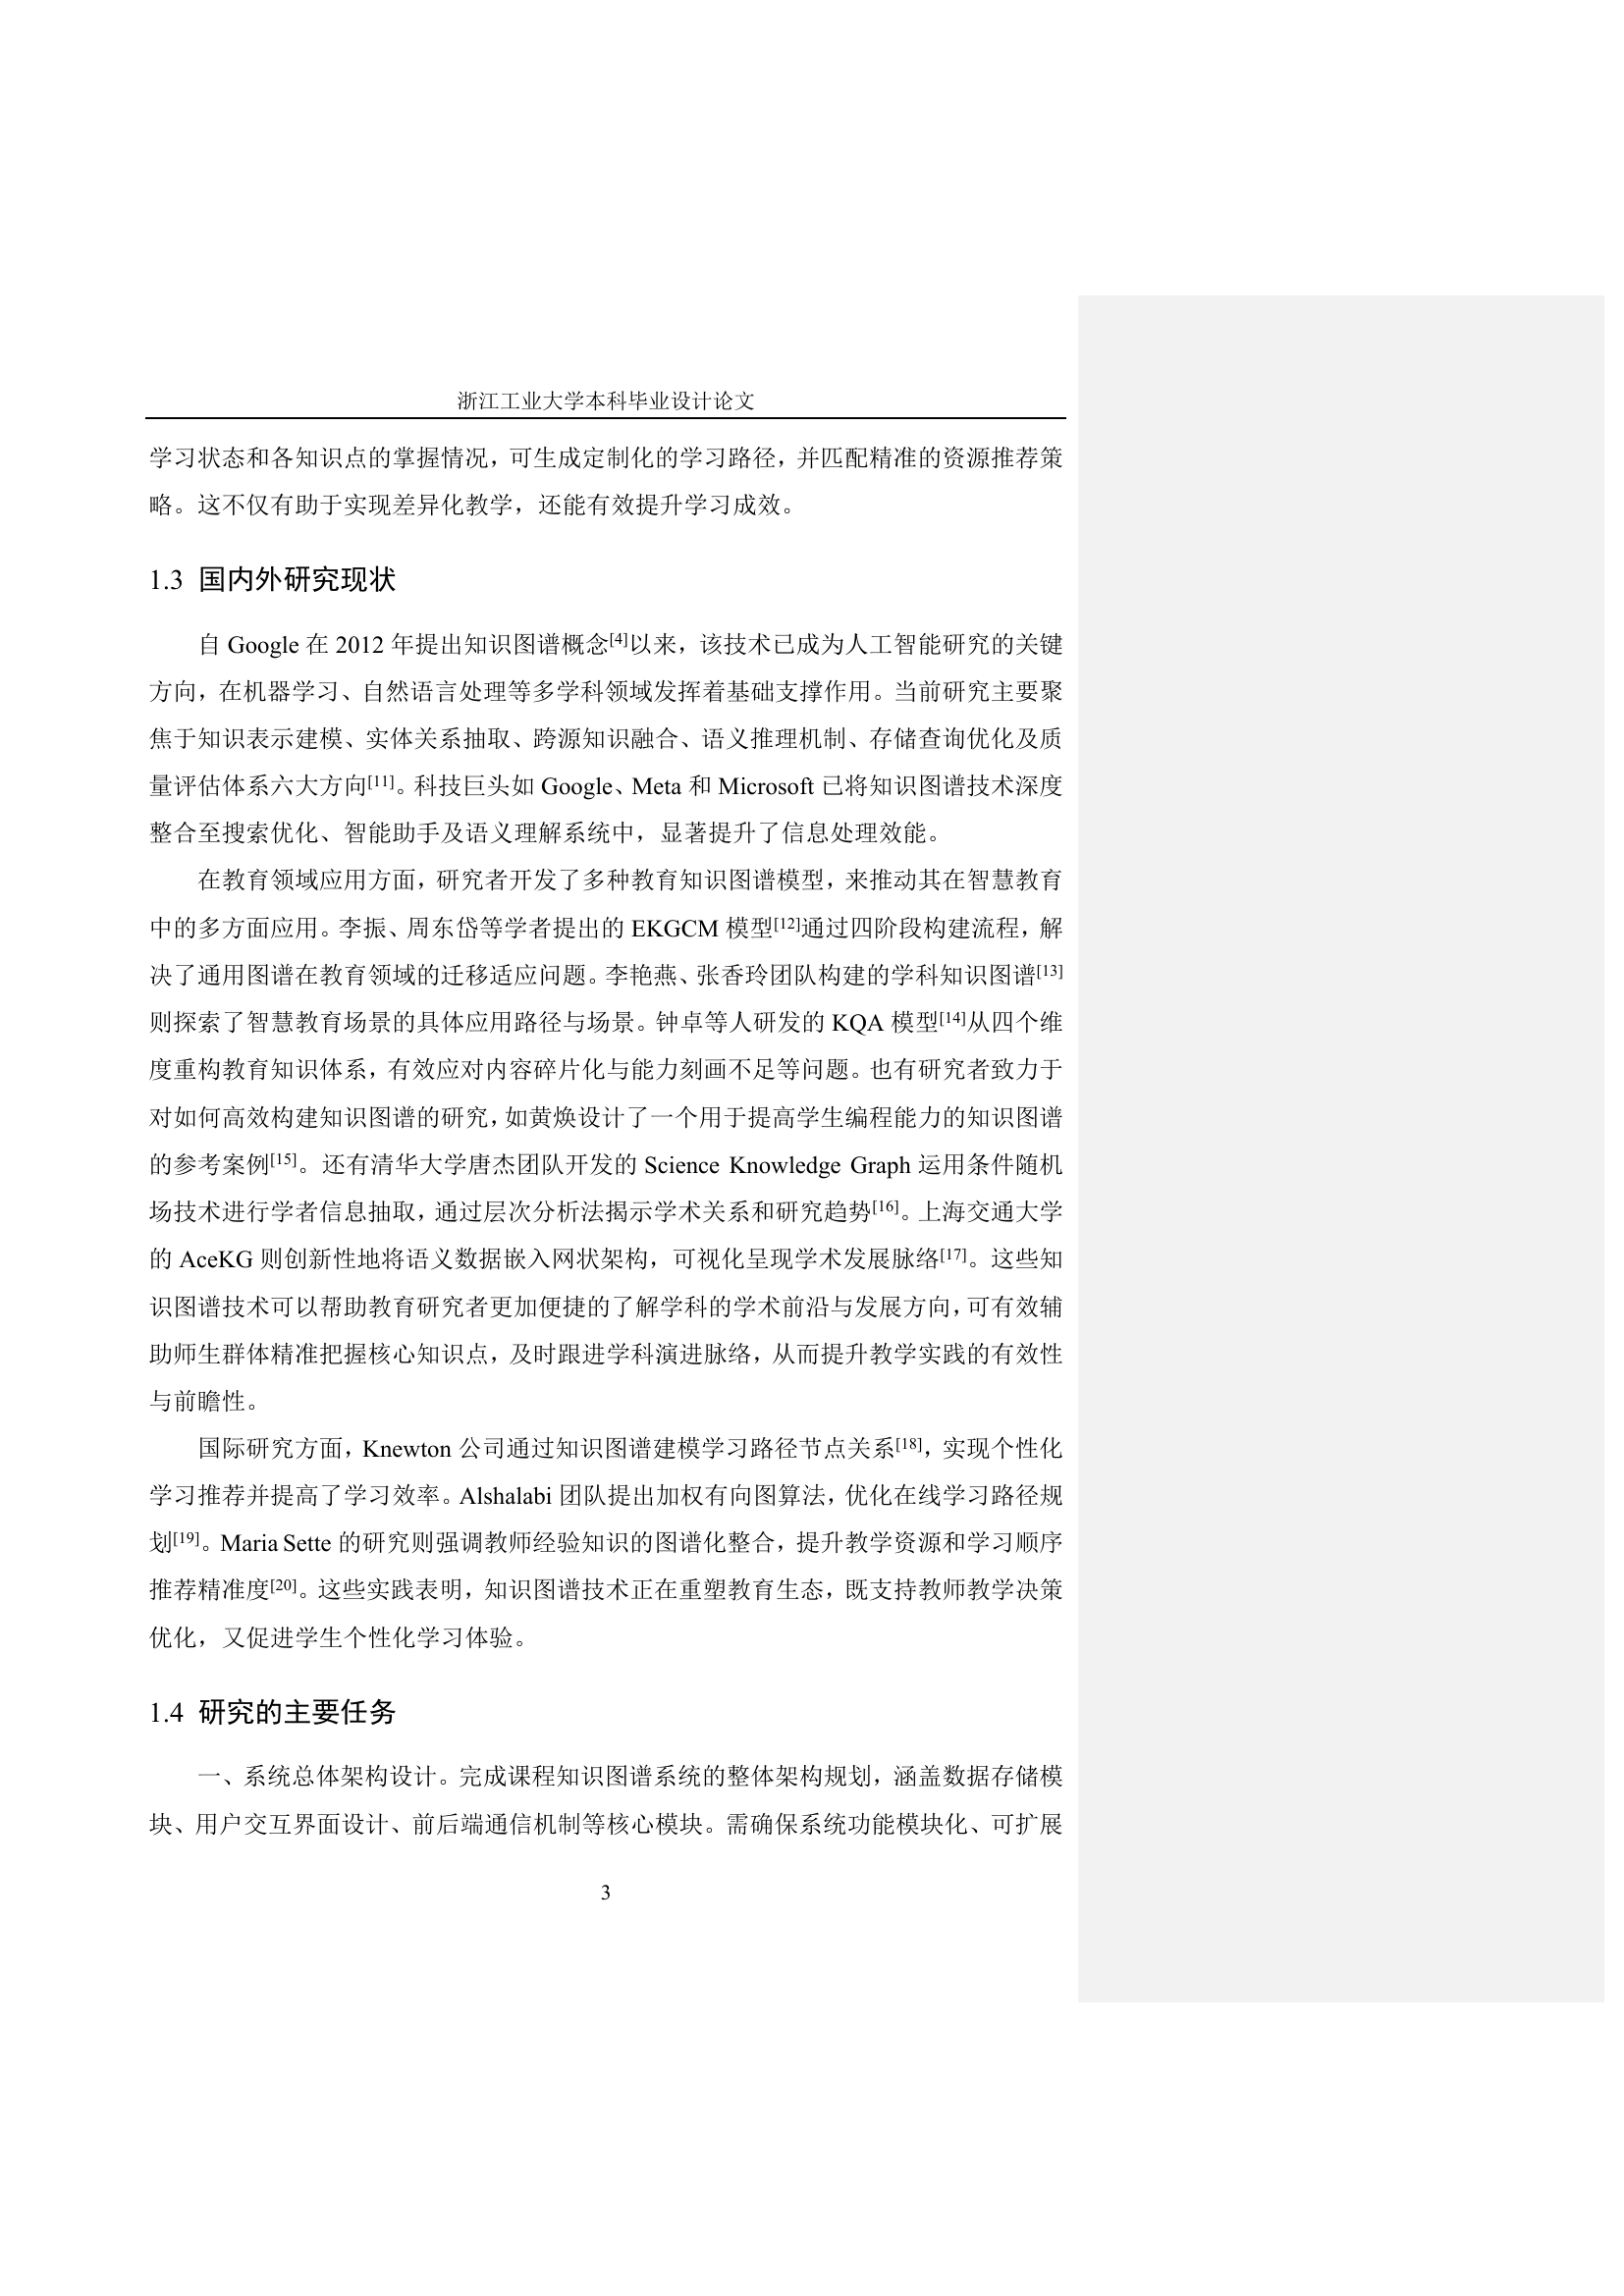 浙江工业大学本科毕业设计论文
学习状态和各知识点的掌握情况，可生成定制化的学习路径，并匹配精准的资源推荐策
略。这不仅有助于实现差异化教学，还能有效提升学习成效。
1.3 国内外研究现状
自 Google 在 2012 年提出知识图谱概念[4]以来，该技术已成为人工智能研究的关键
方向，在机器学习、自然语言处理等多学科领域发挥着基础支撑作用。当前研究主要聚
焦于知识表示建模、实体关系抽取、跨源知识融合、语义推理机制、存储查询优化及质
量评估体系六大方向[11]。科技巨头如 Google、Meta 和 Microsoft 已将知识图谱技术深度
整合至搜索优化、智能助手及语义理解系统中，显著提升了信息处理效能。
在教育领域应用方面，研究者开发了多种教育知识图谱模型，来推动其在智慧教育
中的多方面应用。李振、周东岱等学者提出的 EKGCM 模型[12]通过四阶段构建流程，解
决了通用图谱在教育领域的迁移适应问题。李艳燕、张香玲团队构建的学科知识图谱[13]
则探索了智慧教育场景的具体应用路径与场景。钟卓等人研发的 KQA 模型[14]从四个维
度重构教育知识体系，有效应对内容碎片化与能力刻画不足等问题。也有研究者致力于
对如何高效构建知识图谱的研究，如黄焕设计了一个用于提高学生编程能力的知识图谱
的参考案例[15]。还有清华大学唐杰团队开发的 Science Knowledge Graph 运用条件随机
场技术进行学者信息抽取，通过层次分析法揭示学术关系和研究趋势[16]。上海交通大学
的 AceKG 则创新性地将语义数据嵌入网状架构，可视化呈现学术发展脉络[17]。这些知
识图谱技术可以帮助教育研究者更加便捷的了解学科的学术前沿与发展方向，可有效辅
助师生群体精准把握核心知识点，及时跟进学科演进脉络，从而提升教学实践的有效性
与前瞻性。
国际研究方面，Knewton 公司通过知识图谱建模学习路径节点关系[18]，实现个性化
学习推荐并提高了学习效率。Alshalabi 团队提出加权有向图算法，优化在线学习路径规
划[19]。Maria Sette 的研究则强调教师经验知识的图谱化整合，提升教学资源和学习顺序
推荐精准度[20]。这些实践表明，知识图谱技术正在重塑教育生态，既支持教师教学决策
优化，又促进学生个性化学习体验。
1.4 研究的主要任务
一、系统总体架构设计。完成课程知识图谱系统的整体架构规划，涵盖数据存储模
块、用户交互界面设计、前后端通信机制等核心模块。需确保系统功能模块化、可扩展
3